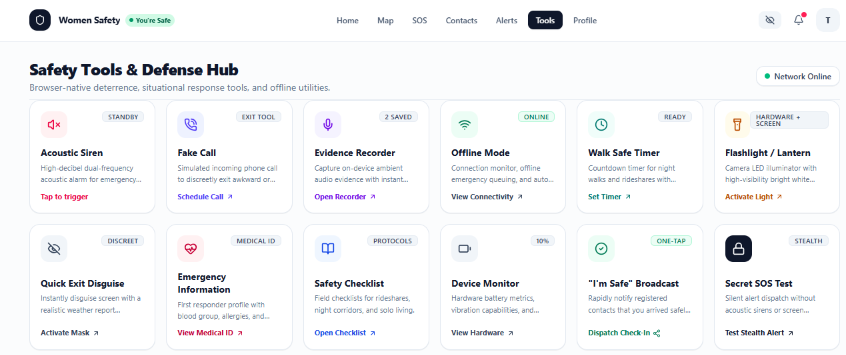 Women Safety
You're Safe
Home Map SOS Contacts Alerts Tools Profile
T
Safety Tools & Defense Hub
Browser-native deterrence, situational response tools, and offline utilities.
Network Online
STANDBY
Acoustic Siren
High-decibel dual-frequency
acoustic alarm for emergency...
Tap to trigger
EXIT TOOL
Fake Call
Simulated incoming phone call
to discreetly exit awkward or...
Schedule Call
2 SAVED
Evidence Recorder
Capture on-device ambient
audio evidence with instant...
Open Recorder
ONLINE
Offline Mode
Connection monitor, offline
emergency queuing, and auto...
View Connectivity
READY
Walk Safe Timer
Countdown timer for night
walks and rideshares with...
Set Timer
HARDWARE +
SCREEN
Flashlight / Lantern
Camera LED illuminator with
high-visibility bright white...
Activate Light
DISCREET
Quick Exit Disguise
Instantly disguise screen with a
realistic weather report...
Activate Mask
MEDICAL ID
Emergency
Information
First responder profile with
blood group, allergies, and...
View Medical ID
PROTOCOLS
Safety Checklist
Field checklists for rideshares,
night corridors, and solo living.
Open Checklist
10%
Device Monitor
Hardware battery metrics,
vibration capabilities, and...
View Hardware
ONE-TAP
"I'm Safe" Broadcast
Rapidly notify registered
contacts that you arrived safel...
Dispatch Check-In
STEALTH
Secret SOS Test
Silent alert dispatch without
acoustic sirens or screen...
Test Stealth Alert